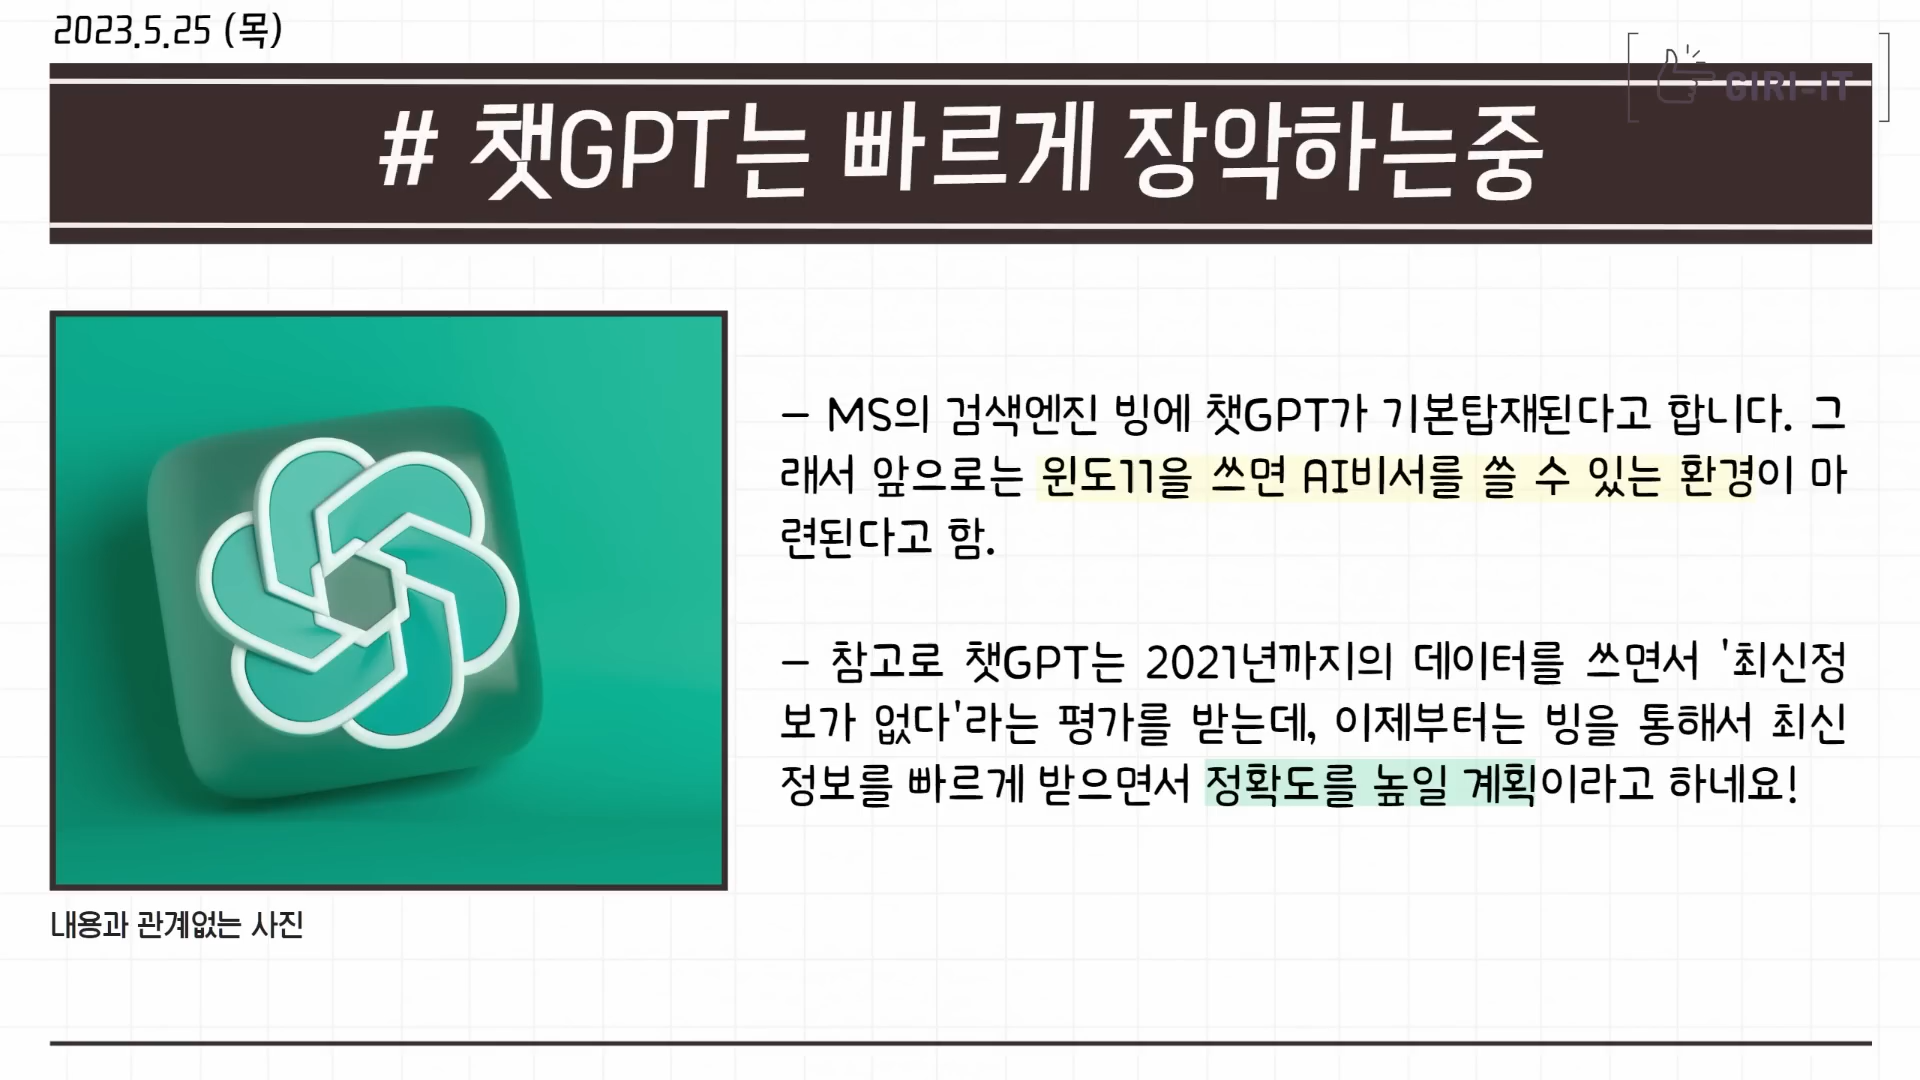 2023.5.25 (목)
GIRI-IT
# 챗GPT는 빠르게 장악하는중
- MS의 검색엔진 빙에 챗GPT가 기본탑재된다고 합니다. 그
래서 앞으로는 윈도11을 쓰면 AI비서를 쓸 수 있는 환경이 마
련된다고 함.
- 참고로 챗GPT는 2021년까지의 데이터를 쓰면서 '최신정
보가 없다'라는 평가를 받는데, 이제부터는 빙을 통해서 최신
정보를 빠르게 받으면서 정확도를 높일 계획이라고 하네요!
내용과 관계없는 사진